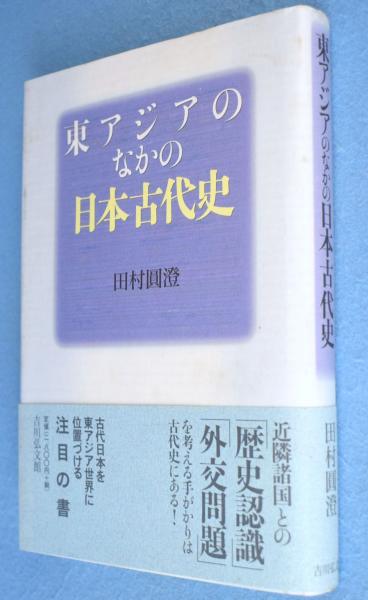 東アジアの
なかの
日本古代史
田村圓澄
近隣諸国との
「歴史認識」
「外交問題」
を考える手がかりは
古代史にある！
古代日本を
東アジア世界に
位置づける
注目の書
吉川弘文館
東アジアのなかの日本古代史
田村圓澄
吉川弘